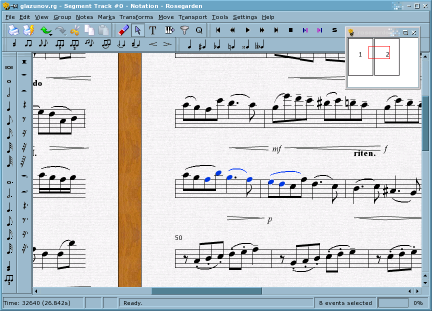 glazunov.rg - Segment Track #0 - Notation - Rosegarden
File Edit View Group Notes Marks Transforms Move Transport Tools Settings Help
1 2
do
mf riten. f
p
50
Time: 32640 (26.842s) Ready. 8 events selected 0%